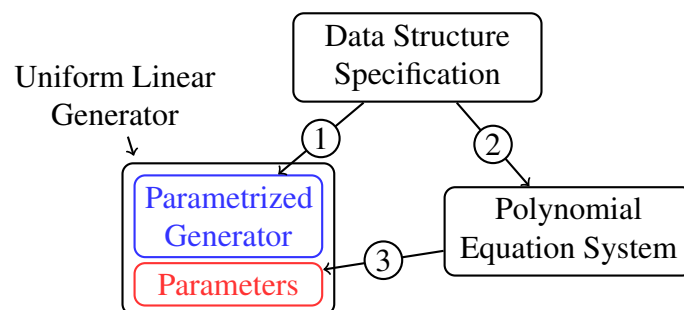 Data Structure
Specification
Uniform Linear
Generator
1
2
Parametrized
Generator
Polynomial
Equation System
3
Parameters